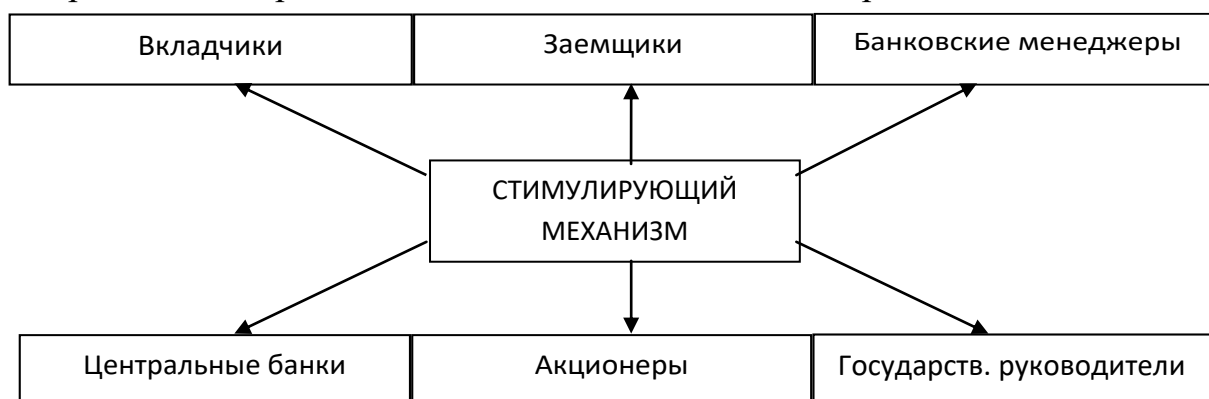 Вкладчики
Заемщики
Банковские менеджеры
СТИМУЛИРУЮЩИЙ
МЕХАНИЗМ
Центральные банки
Акционеры
Государств. руководители